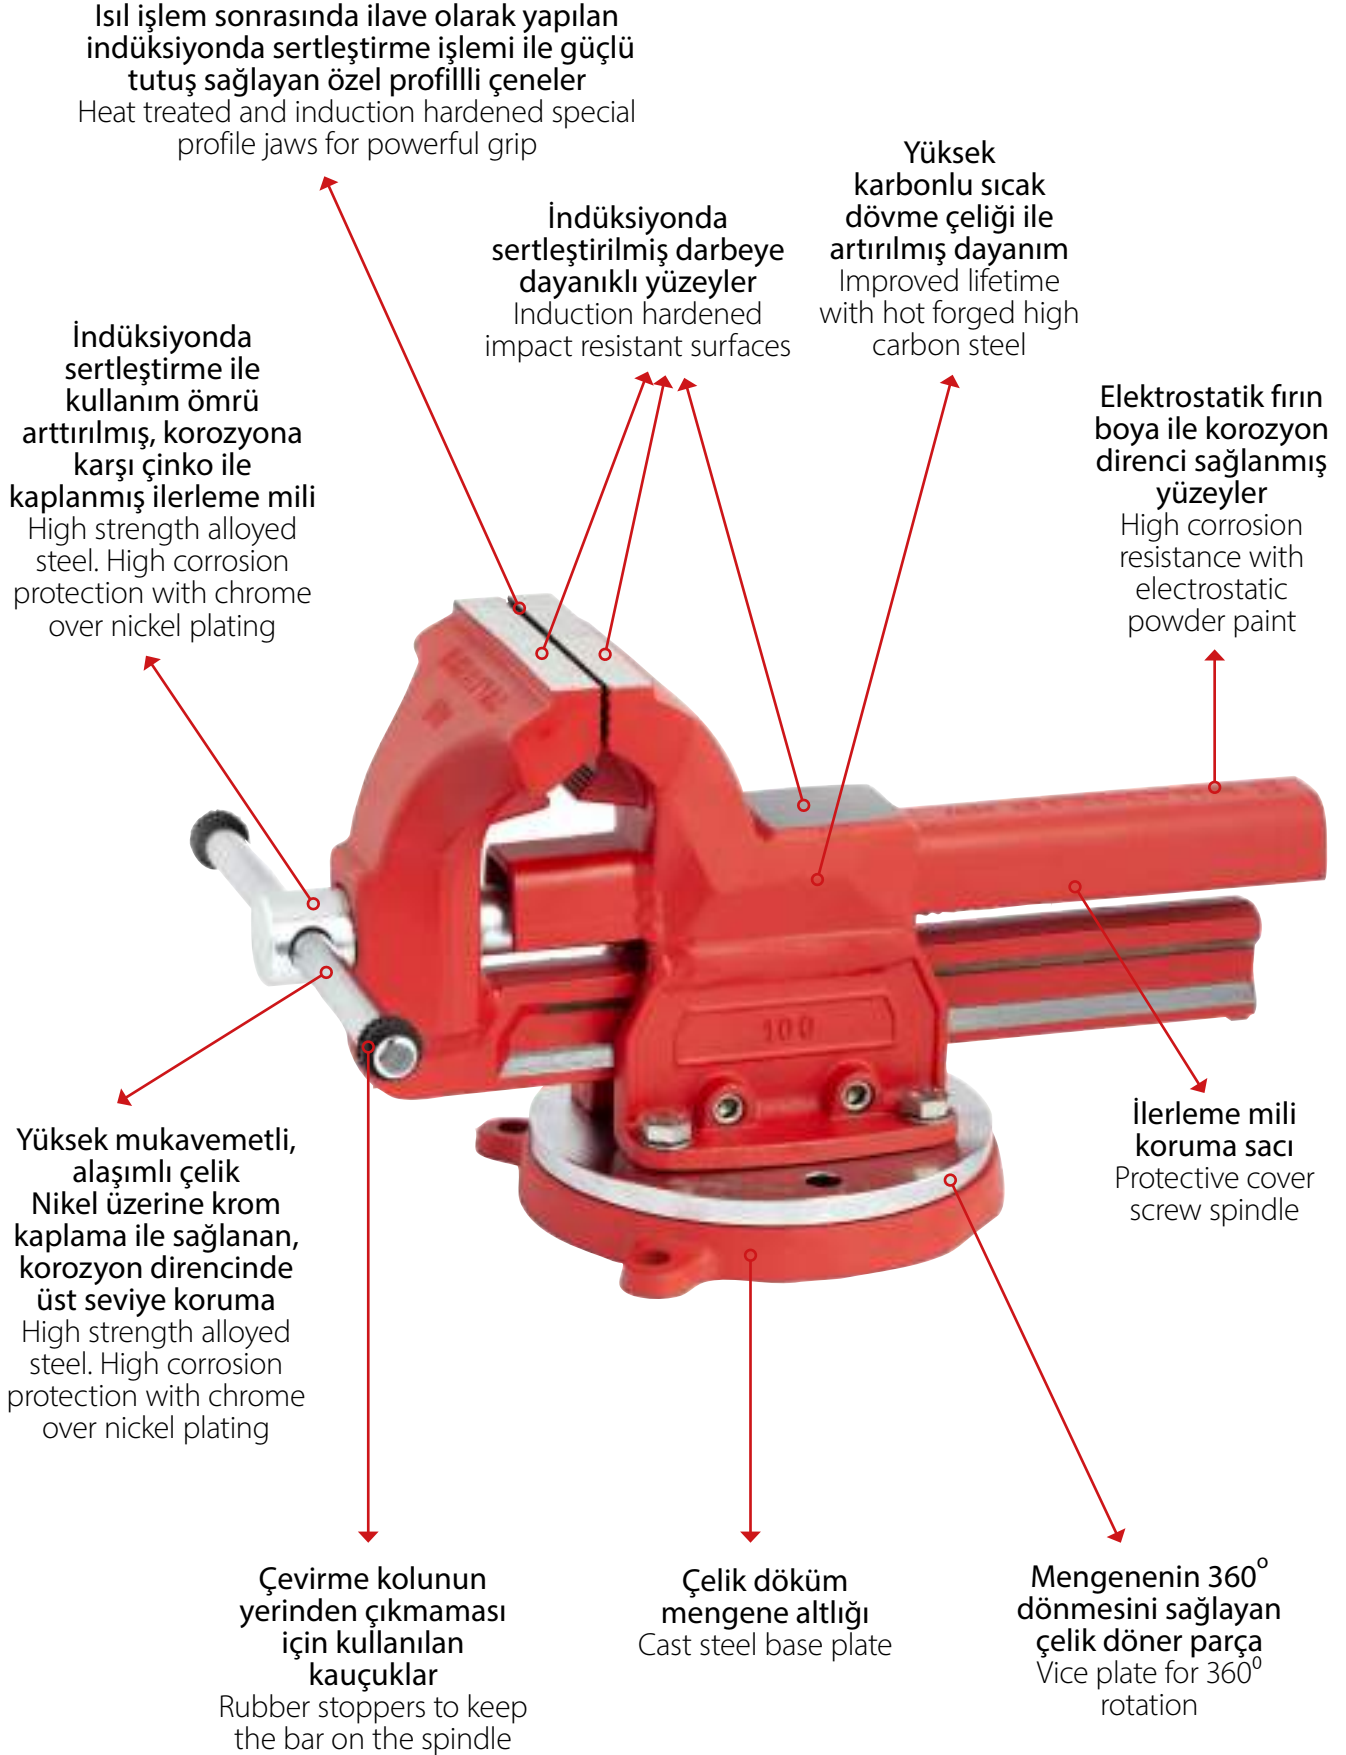 Isıl işlem sonrasında ilave olarak yapılan
indüksiyonda sertleştirme işlemi ile güçlü
tutuş sağlayan özel profillli çeneler
Heat treated and induction hardened special
profile jaws for powerful grip
Yüksek
karbonlu sıcak
dövme çeliği ile
artırılmış dayanım
Improved lifetime
with hot forged high
carbon steel
İndüksiyonda
sertleştirilmiş darbeye
dayanıklı yüzeyler
Induction hardened
impact resistant surfaces
İndüksiyonda
sertleştirme ile
kullanım ömrü
arttırılmış, korozyona
karşı çinko ile
kaplanmış ilerleme mili
High strength alloyed
steel. High corrosion
protection with chrome
over nickel plating
Elektrostatik fırın
boya ile korozyon
direnci sağlanmış
yüzeyler
High corrosion
resistance with
electrostatic
powder paint
100
İlerleme mili
koruma sacı
Protective cover
screw spindle
Yüksek mukavemetli,
alaşımlı çelik
Nikel üzerine krom
kaplama ile sağlanan,
korozyon direncinde
üst seviye koruma
High strength alloyed
steel. High corrosion
protection with chrome
over nickel plating
Çevirme kolunun
yerinden çıkmaması
için kullanılan
kauçuklar
Rubber stoppers to keep
the bar on the spindle
Çelik döküm
mengene altlığı
Cast steel base plate
Mengenenin 360°
dönmesini sağlayan
çelik döner parça
Vice plate for 360⁰
rotation